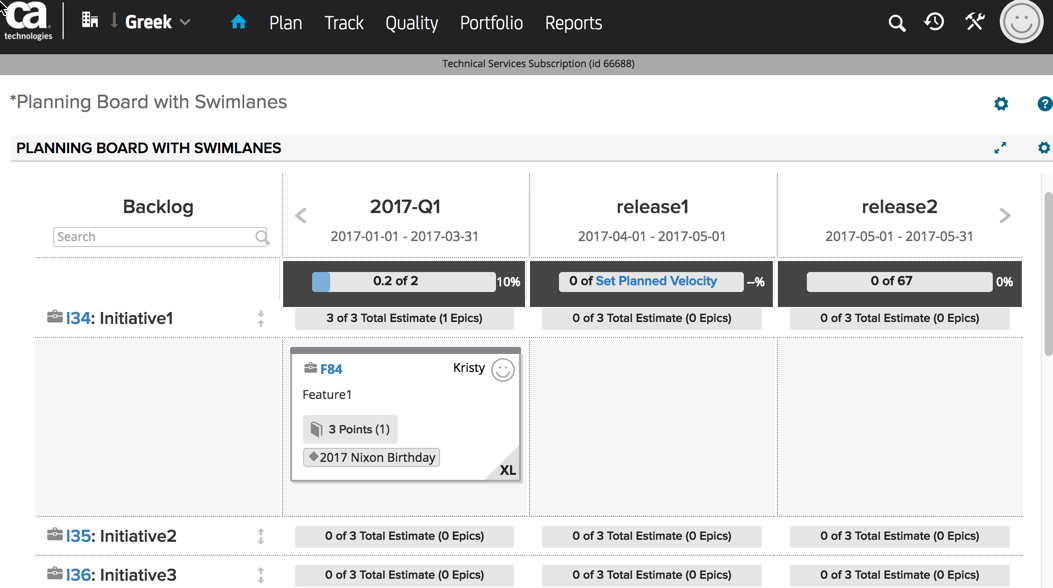 ca
technologies
Greek
Plan
Track
Quality
Portfolio
Reports
Technical Services Subscription (id 66688)
*Planning Board with Swimlanes
?
PLANNING BOARD WITH SWIMLANES
Backlog
Search
2017-Q1
2017-01-01 - 2017-03-31
release1
2017-04-01 - 2017-05-01
release2
2017-05-01 - 2017-05-31
0.2 of 2
10%
0 of Set Planned Velocity
--%
0 of 67
0%
I34: Initiative1
3 of 3 Total Estimate (1 Epics)
0 of 3 Total Estimate (0 Epics)
0 of 3 Total Estimate (0 Epics)
F84
Kristy
Feature1
3 Points (1)
2017 Nixon Birthday
XL
I35: Initiative2
0 of 3 Total Estimate (0 Epics)
0 of 3 Total Estimate (0 Epics)
0 of 3 Total Estimate (0 Epics)
I36: Initiative3
0 of 3 Total Estimate (0 Epics)
0 of 3 Total Estimate (0 Epics)
0 of 3 Total Estimate (0 Epics)